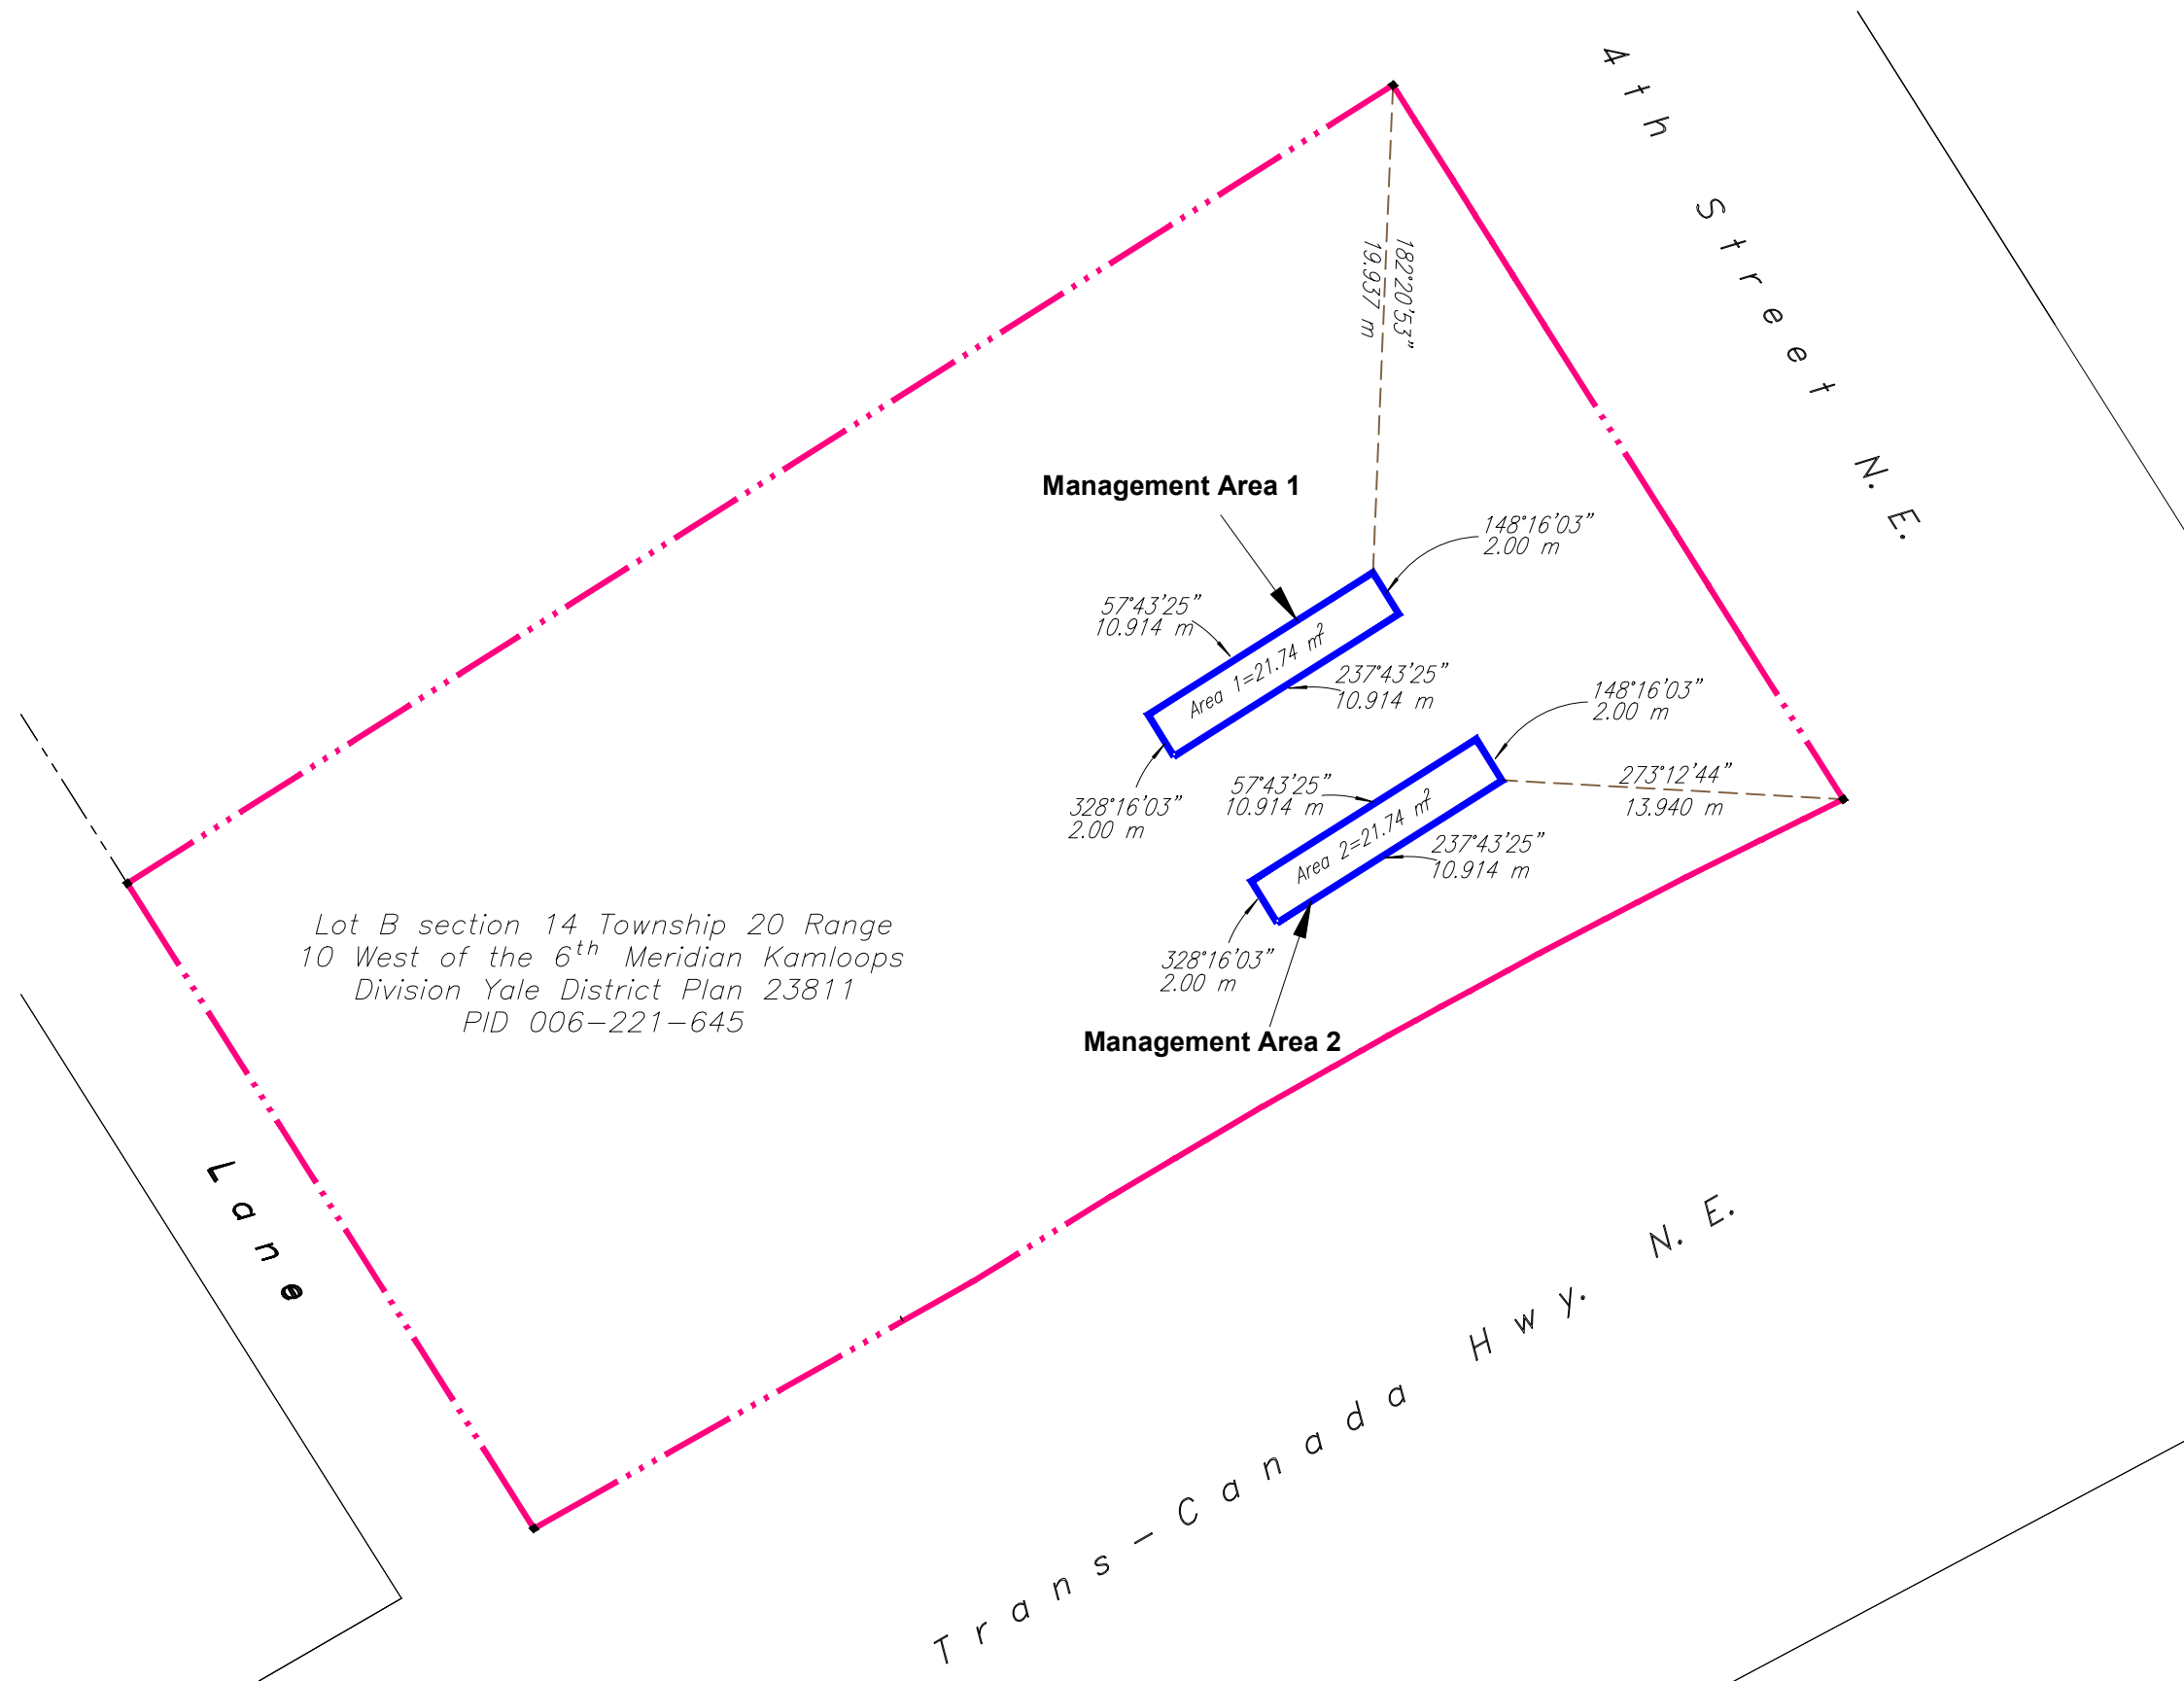 4th Street N.E.
182°20'53"
19.937 m
Management Area 1
148°16'03"
2.00 m
57°43'25"
10.914 m
Area 1=21.74 m²
237°43'25"
10.914 m
148°16'03"
2.00 m
328°16'03"
2.00 m
57°43'25"
10.914 m
273°12'44"
13.940 m
Area 2=21.74 m²
237°43'25"
10.914 m
328°16'03"
2.00 m
Management Area 2
Lot B section 14 Township 20 Range
10 West of the 6th Meridian Kamloops
Division Yale District Plan 23811
PID 006-221-645
Lane
Trans-Canada Hwy. N.E.